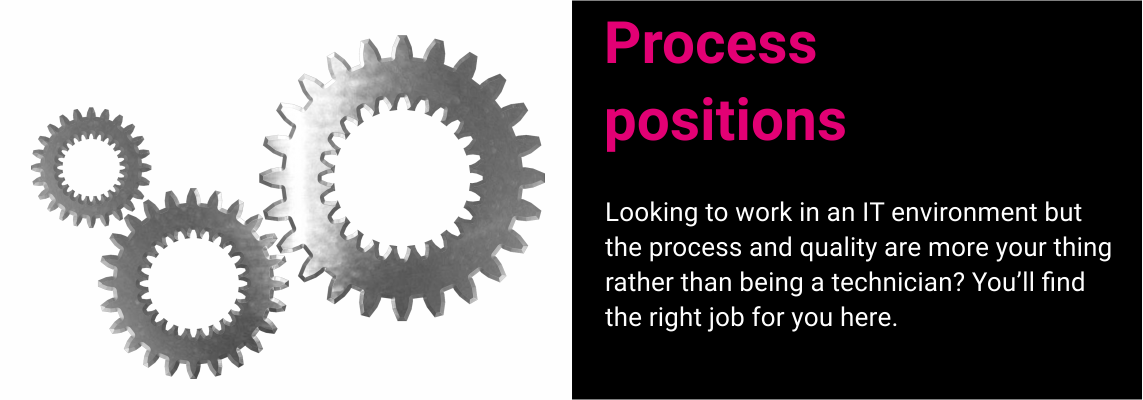 Process
positions
Looking to work in an IT environment but
the process and quality are more your thing
rather than being a technician? You’ll find
the right job for you here.